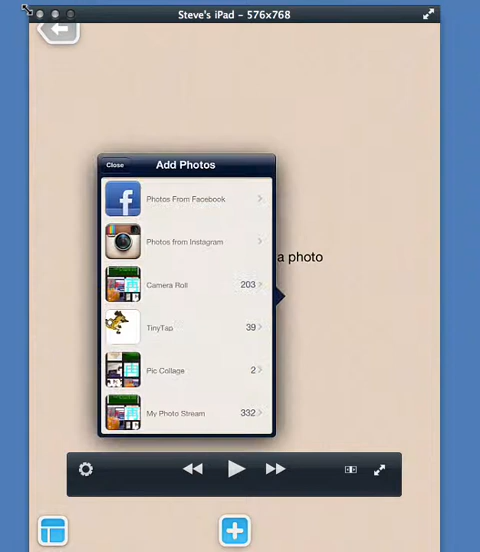 Steve's iPad - 576x768
Close
Add Photos
Photos From Facebook
Photos from Instagram
a photo
Camera Roll 203
TinyTap 39
Pic Collage 2
My Photo Stream 332